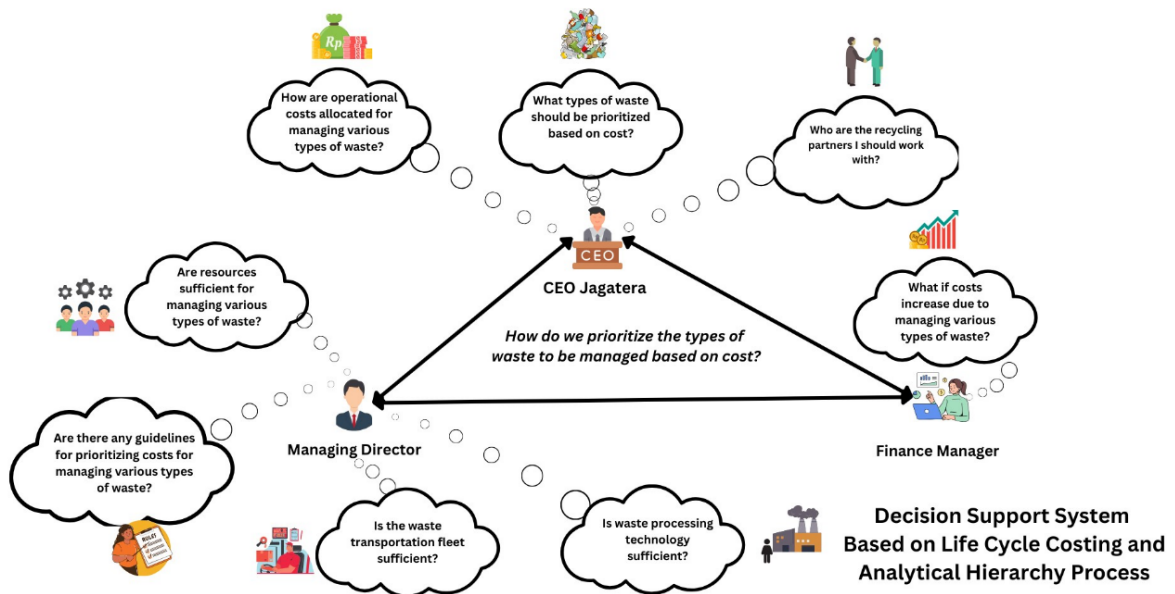 Rp
How are operational
costs allocated for
managing various
types of waste?
What types of waste
should be prioritized
based on cost?
Who are the recycling
partners I should work
with?
CEO
CEO Jagatera
How do we prioritize the types of
waste to be managed based on cost?
Are resources
sufficient for
managing various
types of waste?
What if costs
increase due to
managing various
types of waste?
Managing Director
Finance Manager
Are there any guidelines
for prioritizing costs for
managing various types
of waste?
RULES
Is the waste
transportation fleet
sufficient?
Is waste processing
technology
sufficient?
Decision Support System
Based on Life Cycle Costing and
Analytical Hierarchy Process